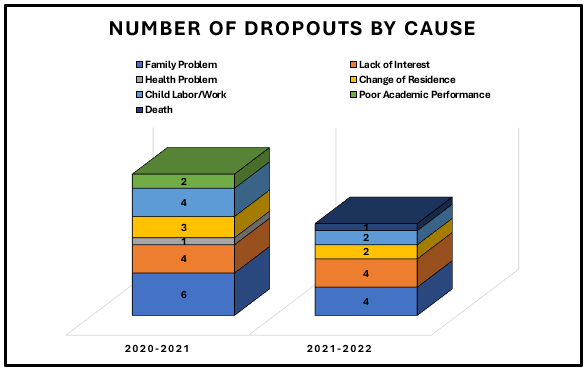 NUMBER OF DROPOUTS BY CAUSE
Family Problem
Lack of Interest
Health Problem
Change of Residence
Child Labor/Work
Poor Academic Performance
Death
2
4
3
1
4
6
1
2
2
4
4
2020-2021
2021-2022